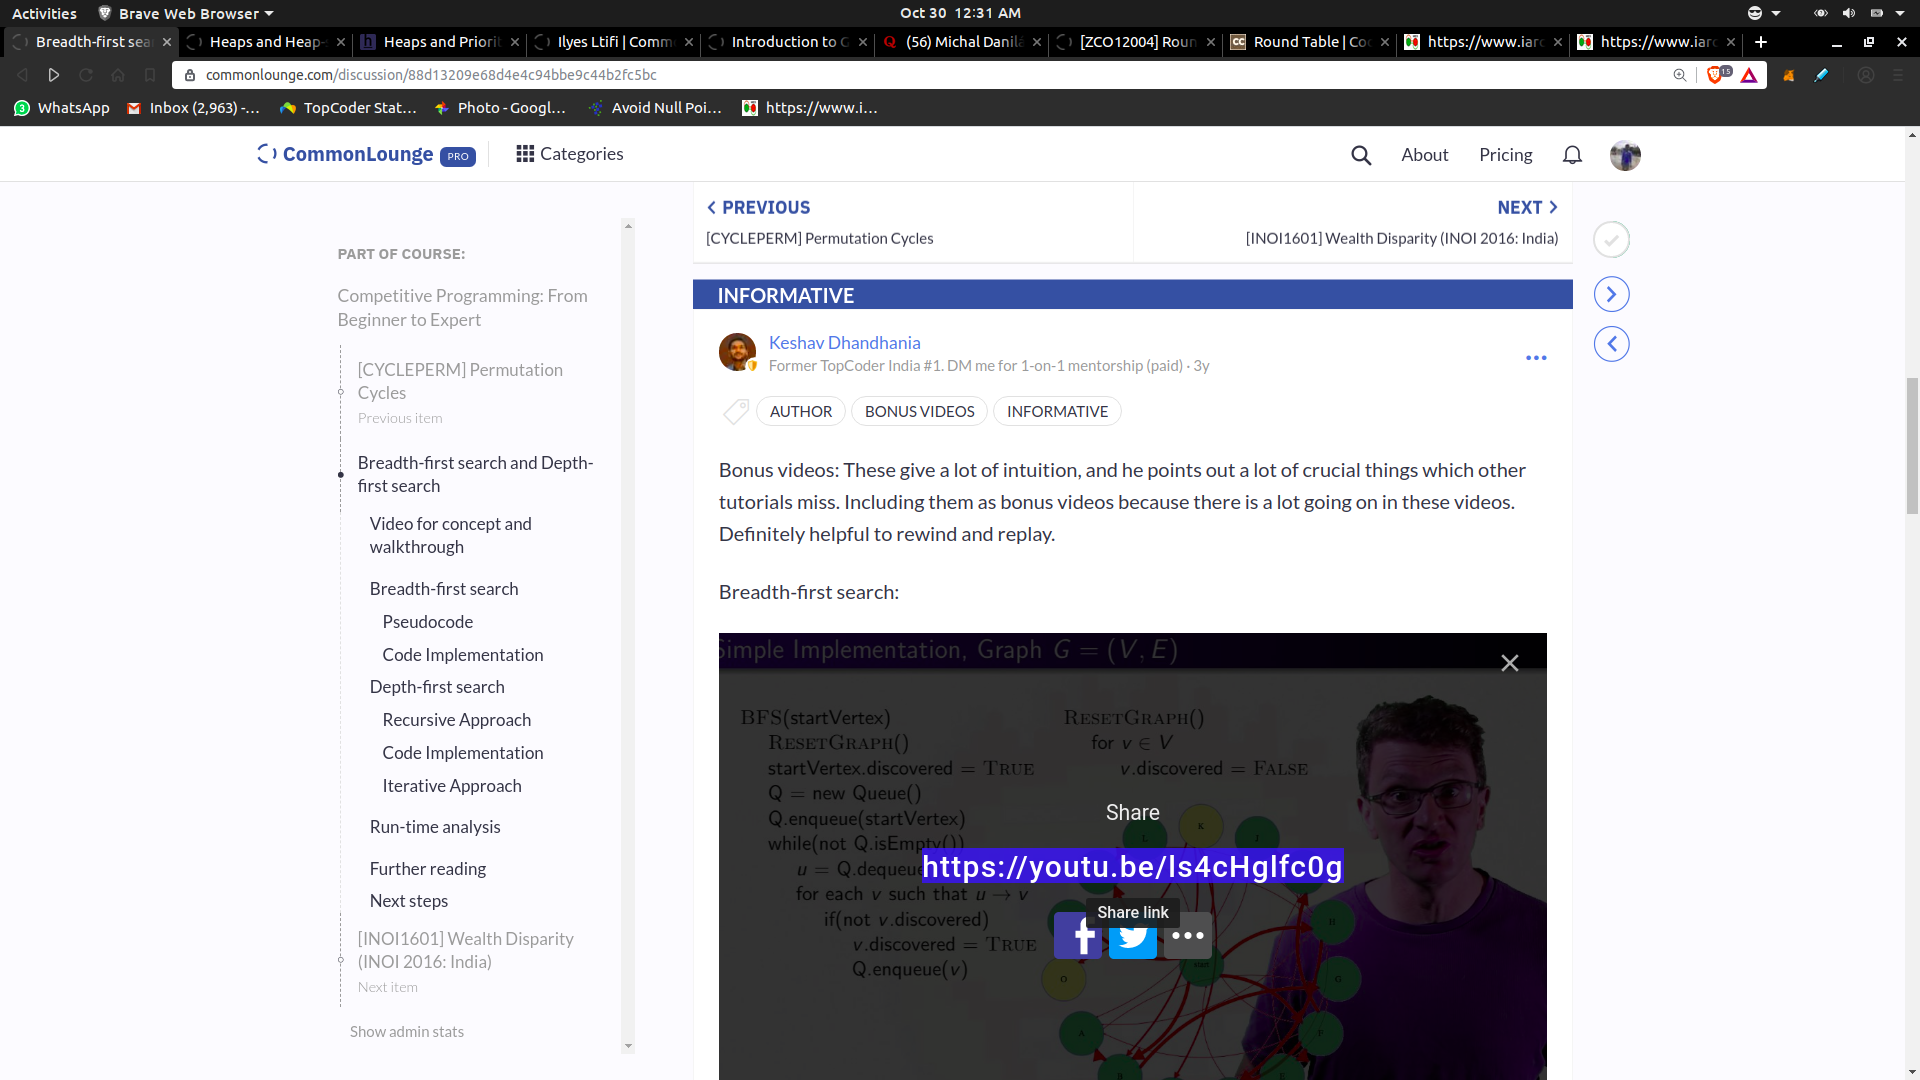 Activities
Brave Web Browser
Oct 30 12:31 AM
Breadth-first sea
Heaps and Heap-
Heaps and Priorit
Ilyes Ltifi | Comm
Introduction to G
(56) Michal Danila
[ZCO12004] Roun
Round Table | Co
https://www.iarc
https://www.iarc
commonlounge.com/discussion/88d13209e68d4e4c94bbe9c44b2fc5bc
15
WhatsApp
Inbox (2,963) -...
TopCoder Stat...
Photo - Googl...
Avoid Null Poi...
https://www.i...
CommonLounge PRO
Categories
About
Pricing
PREVIOUS
[CYCLEPERM] Permutation Cycles
NEXT
[INOI1601] Wealth Disparity (INOI 2016: India)
PART OF COURSE:
Competitive Programming: From
Beginner to Expert
[CYCLEPERM] Permutation
Cycles
Previous item
Breadth-first search and Depth-
first search
Video for concept and
walkthrough
Breadth-first search
Pseudocode
Code Implementation
Depth-first search
Recursive Approach
Code Implementation
Iterative Approach
Run-time analysis
Further reading
Next steps
[INOI1601] Wealth Disparity
(INOI 2016: India)
Next item
Show admin stats
INFORMATIVE
Keshav Dhandhania
Former TopCoder India #1. DM me for 1-on-1 mentorship (paid) · 3y
AUTHOR
BONUS VIDEOS
INFORMATIVE
Bonus videos: These give a lot of intuition, and he points out a lot of crucial things which other
tutorials miss. Including them as bonus videos because there is a lot going on in these videos.
Definitely helpful to rewind and replay.
Breadth-first search:
Simple Implementation, Graph G = (V, E)
BFS(startVertex)
RESETGRAPH()
startVertex.discovered = TRUE
Q = new Queue()
Q.enqueue(startVertex)
while(not Q.isEmpty())
u = Q.dequeue
for each v such that u → v
if(not v.discovered)
v.discovered = TRUE
Q.enqueue(v)
RESETGRAPH()
for v ∈ V
v.discovered = FALSE
Share
https://youtu.be/ls4cHglfc0g
Share link
L
K
J
H
G
F
O
A
B
E